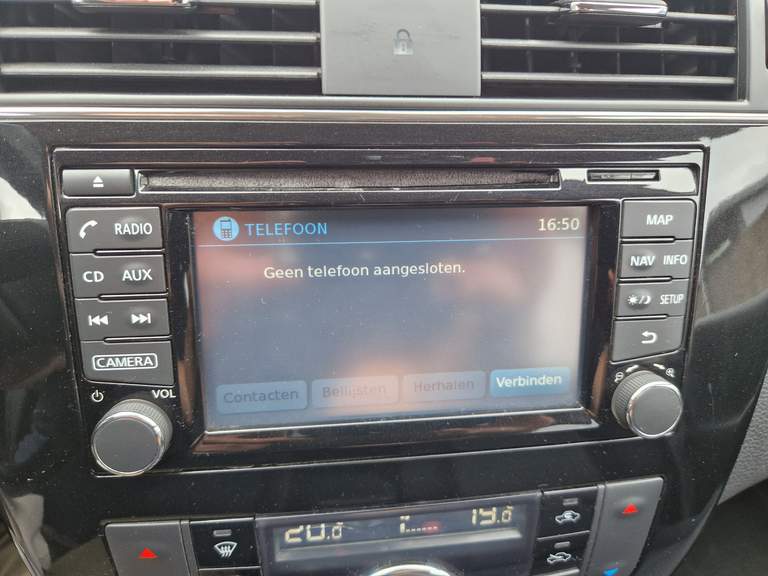 TELEFOON 16:50
RADIO MAP
Geen telefoon aangesloten.
CD AUX NAV INFO
SETUP
CAMERA
Contacten Bellijsten Herhalen Verbinden
VOL
20.0 19.0